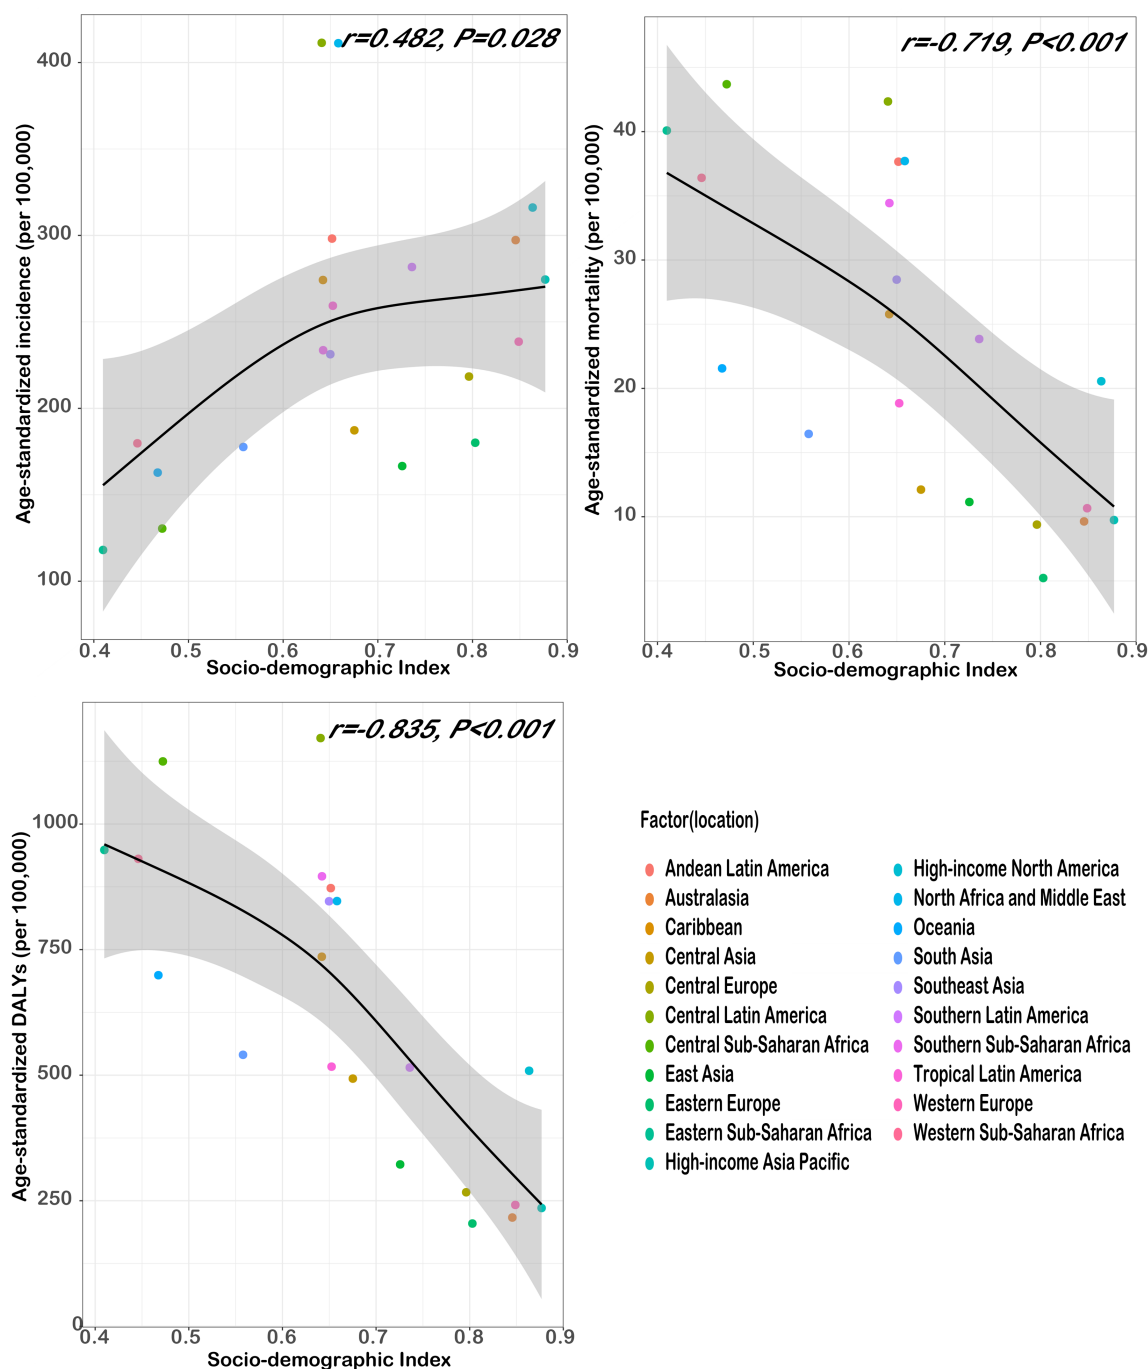 r=0.482, P=0.028
Age-standardized incidence (per 100,000)
400
300
200
100
0.4 0.5 0.6 0.7 0.8 0.9
Socio-demographic Index
r=-0.719, P<0.001
Age-standardized mortality (per 100,000)
40
30
20
10
0.4 0.5 0.6 0.7 0.8 0.9
Socio-demographic Index
r=-0.835, P<0.001
Age-standardized DALYs (per 100,000)
1000
750
500
250
0
0.4 0.5 0.6 0.7 0.8 0.9
Socio-demographic Index
Factor(location)
Andean Latin America
Australasia
Caribbean
Central Asia
Central Europe
Central Latin America
Central Sub-Saharan Africa
East Asia
Eastern Europe
Eastern Sub-Saharan Africa
High-income Asia Pacific
High-income North America
North Africa and Middle East
Oceania
South Asia
Southeast Asia
Southern Latin America
Southern Sub-Saharan Africa
Tropical Latin America
Western Europe
Western Sub-Saharan Africa